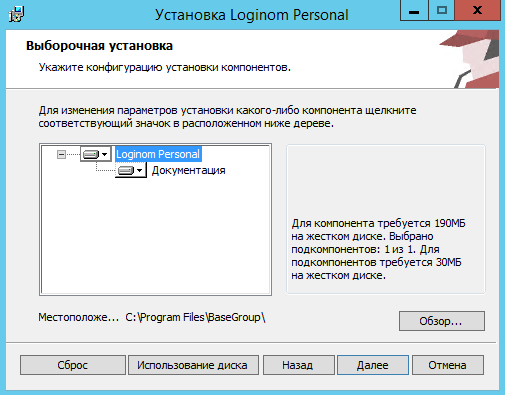 Установка Loginom Personal
Выборочная установка
Укажите конфигурацию установки компонентов.
Для изменения параметров установки какого-либо компонента щелкните
соответствующий значок в расположенном ниже дереве.
Loginom Personal
Документация
Для компонента требуется 190МБ
на жестком диске. Выбрано
подкомпонентов: 1 из 1. Для
подкомпонентов требуется 30МБ
на жестком диске.
Местоположе... C:\Program Files\BaseGroup\
Обзор...
Сброс
Использование диска
Назад
Далее
Отмена